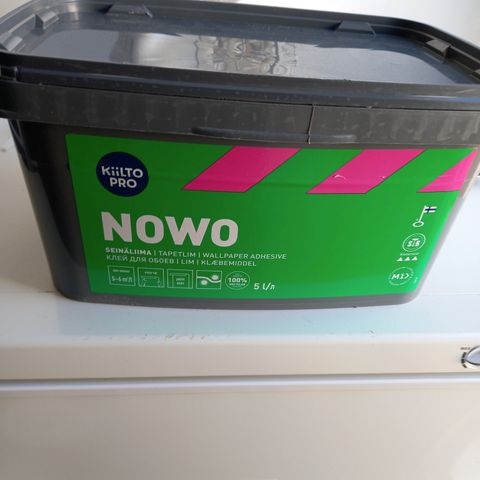 KiiLTO
PRO
NOWO
SEINÄLIIMA | TAPETLIM | WALLPAPER ADHESIVE
КЛЕЙ ДЛЯ ОБОЕВ | LIM | KLÆBEMIDDEL
5 l/л
100%
M1